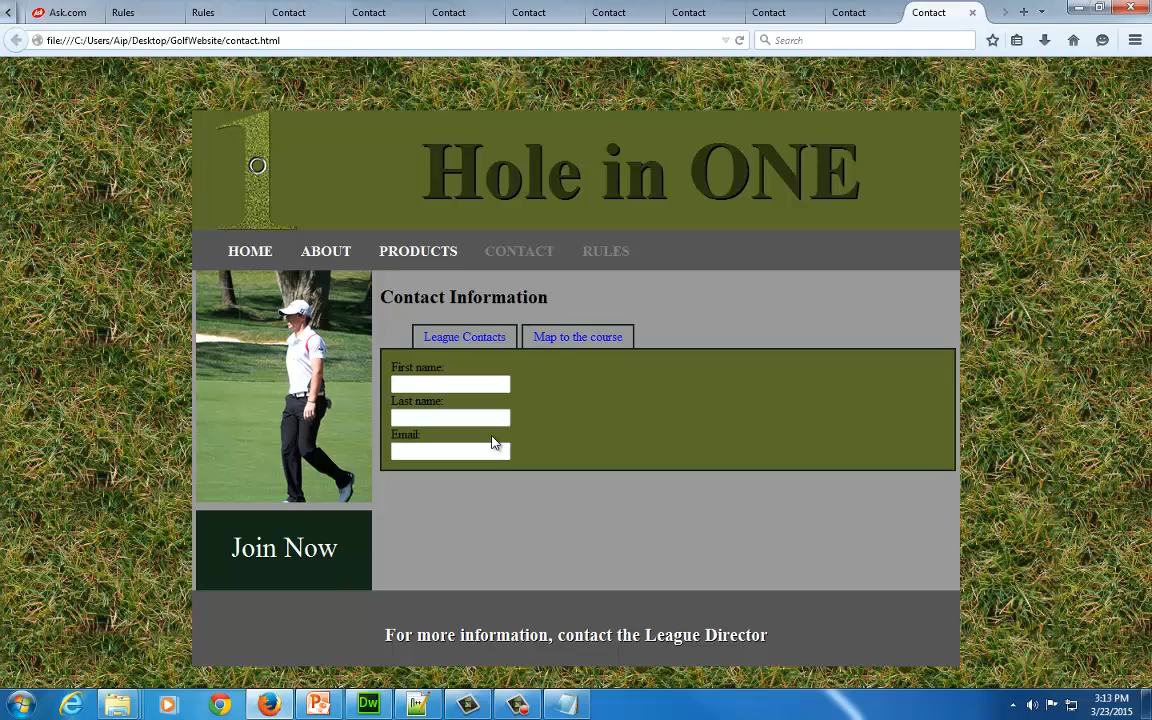 Ask.com Rules Rules Contact Contact Contact Contact Contact Contact Contact Contact Contact
file:///C:/Users/Aip/Desktop/GolfWebsite/contact.html Search
1
Hole in ONE
HOME ABOUT PRODUCTS CONTACT RULES
Contact Information
League Contacts Map to the course
First name:
Last name:
Email:
Join Now
For more information, contact the League Director
Dw
3:13 PM
3/23/2015